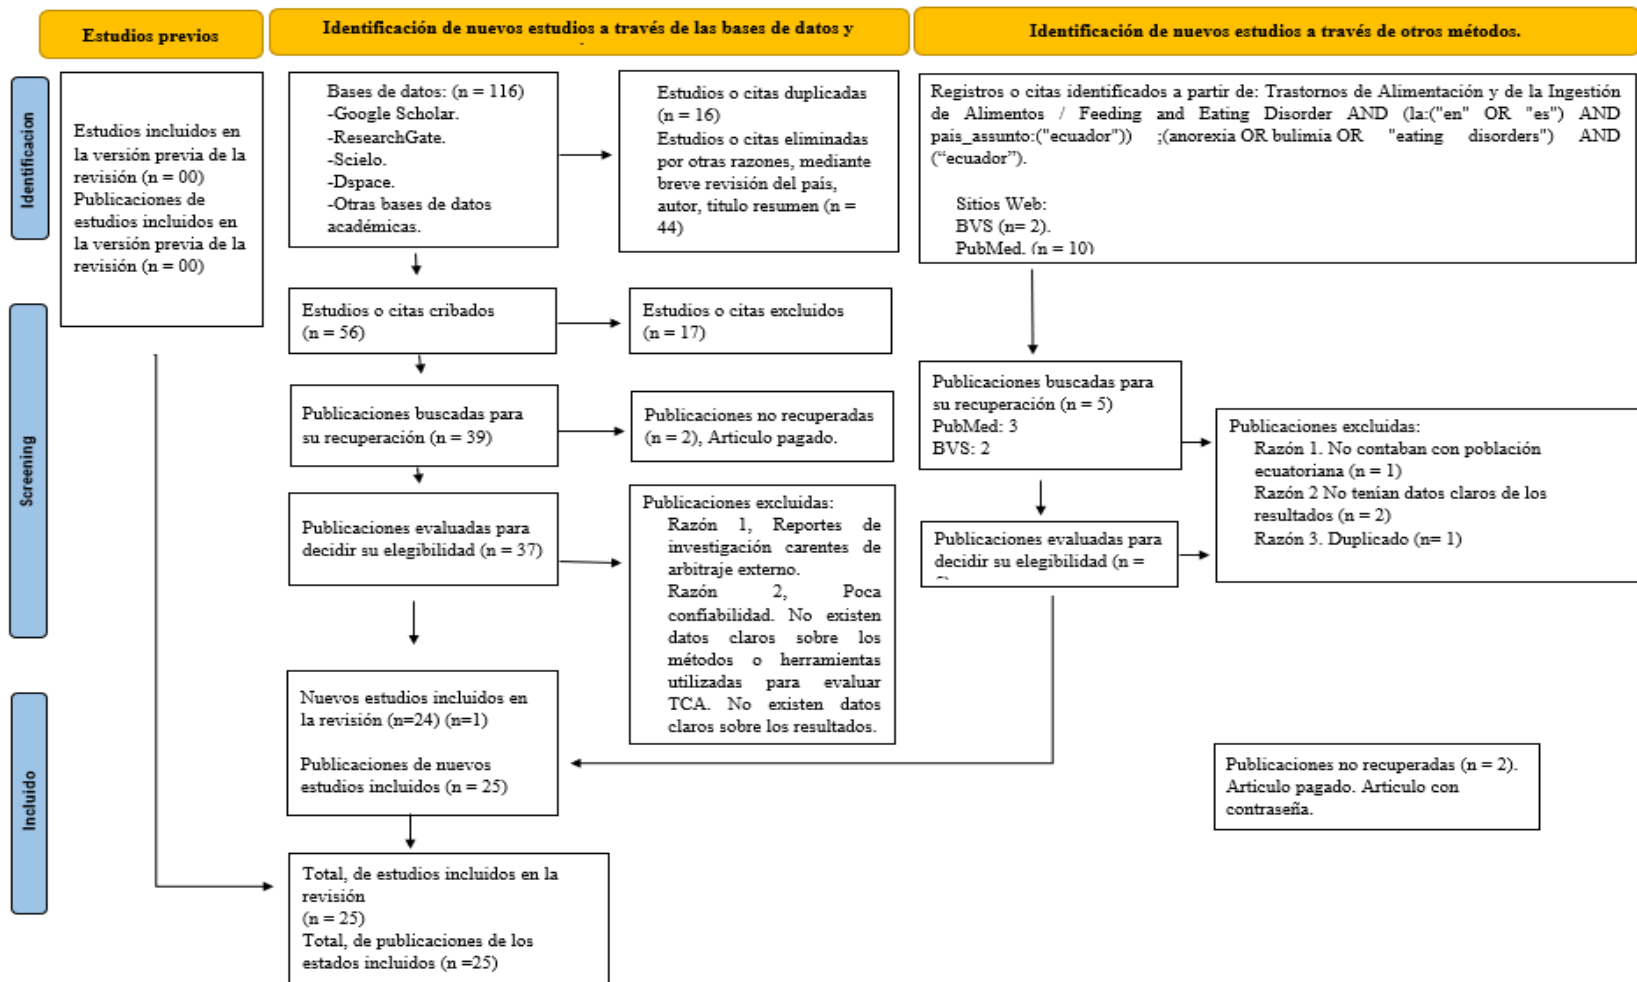 Estudios previos
Identificación de nuevos estudios a través de las bases de datos y
Identificación de nuevos estudios a través de otros métodos.
Identificacion
Estudios incluidos en
la versión previa de la
revisión (n = 00)
Publicaciones de
estudios incluidos en
la versión previa de la
revisión (n = 00)
Bases de datos: (n = 116)
-Google Scholar.
-ResearchGate.
-Scielo.
-Dspace.
-Otras bases de datos
académicas.
Estudios o citas duplicadas
(n = 16)
Estudios o citas eliminadas
por otras razones, mediante
breve revisión del país,
autor, titulo resumen (n =
44)
Registros o citas identificados a partir de: Trastornos de Alimentación y de la Ingestión
de Alimentos / Feeding and Eating Disorder AND (la:("en" OR "es") AND
pais_assunto:("ecuador")) ;(anorexia OR bulimia OR "eating disorders") AND
(“ecuador”).
Sitios Web:
BVS (n= 2).
PubMed. (n = 10)
Screening
Estudios o citas cribados
(n = 56)
Estudios o citas excluidos
(n = 17)
Publicaciones buscadas para
su recuperación (n = 39)
Publicaciones no recuperadas
(n = 2), Articulo pagado.
Publicaciones buscadas para
su recuperación (n = 5)
PubMed: 3
BVS: 2
Publicaciones excluidas:
Razón 1. No contaban con población
ecuatoriana (n = 1)
Razón 2 No tenían datos claros de los
resultados (n = 2)
Razón 3. Duplicado (n= 1)
Publicaciones evaluadas para
decidir su elegibilidad (n = 37)
Publicaciones excluidas:
Razón 1, Reportes de
investigación carentes de
arbitraje externo.
Razón 2, Poca
confiabilidad. No existen
datos claros sobre los
métodos o herramientas
utilizadas para evaluar
TCA. No existen datos
claros sobre los resultados.
Publicaciones evaluadas para
decidir su elegibilidad (n =
Incluido
Nuevos estudios incluidos en
la revisión (n=24) (n=1)
Publicaciones de nuevos
estudios incluidos (n = 25)
Publicaciones no recuperadas (n = 2).
Articulo pagado. Articulo con
contraseña.
Total, de estudios incluidos en la
revisión
(n = 25)
Total, de publicaciones de los
estados incluidos (n =25)